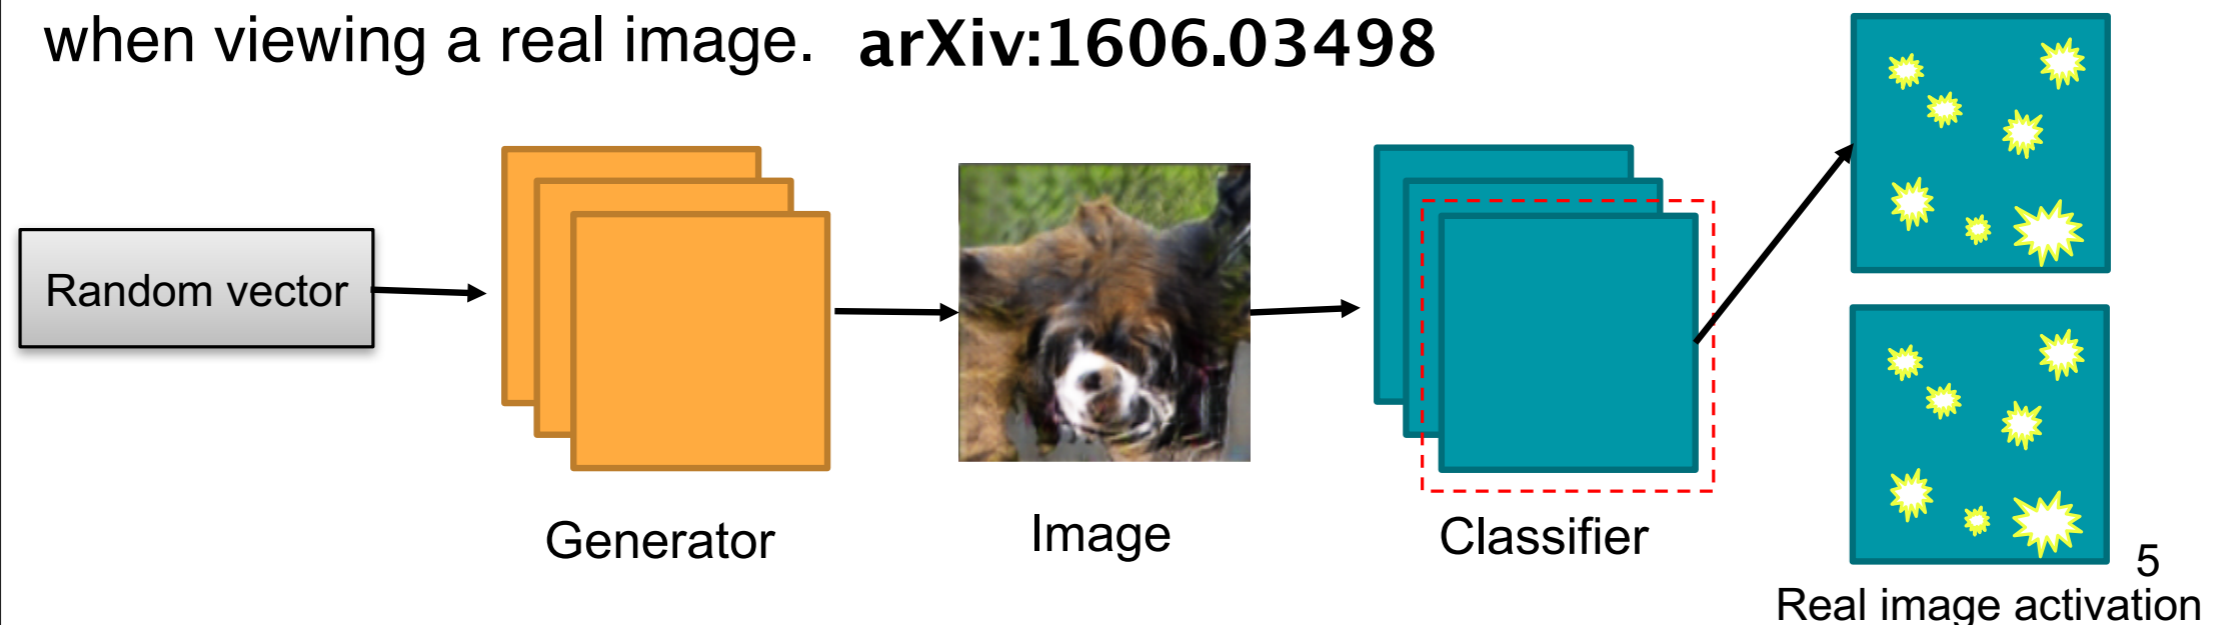 when viewing a real image. arXiv:1606.03498
Random vector
Generator
Image
Classifier
5
Real image activation